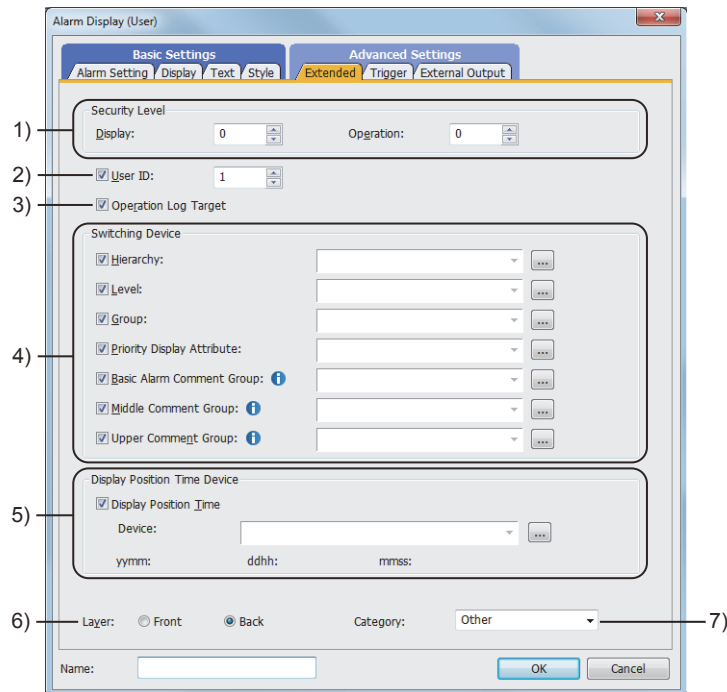 Alarm Display (User)
Basic Settings
Advanced Settings
Alarm Setting
Display
Text
Style
Extended
Trigger
External Output
1)
Security Level
Display: 0
Operation: 0
2)
User ID: 1
3)
Operation Log Target
4)
Switching Device
Hierarchy: ...
Level: ...
Group: ...
Priority Display Attribute: ...
Basic Alarm Comment Group: ...
Middle Comment Group: ...
Upper Comment Group: ...
5)
Display Position Time Device
Display Position Time
Device: ...
yymm: ddhh: mmss:
6)
Layer: Front Back
Category: Other
7)
Name:
OK
Cancel